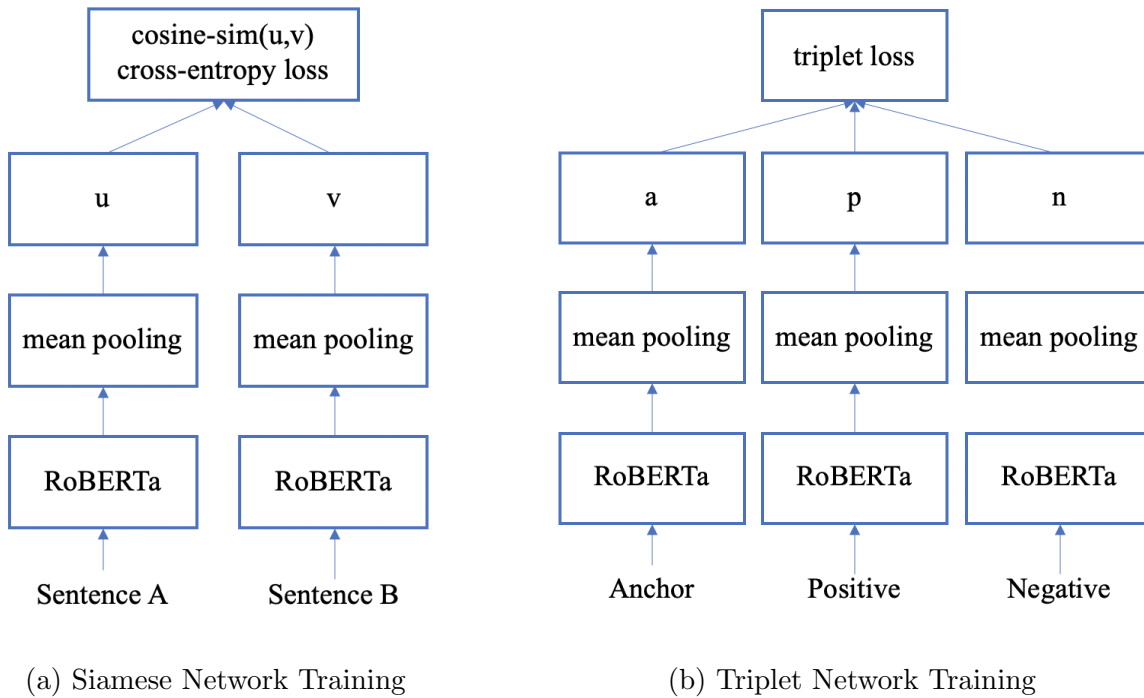 cosine-sim(u,v)
cross-entropy loss
u
v
mean pooling
mean pooling
RoBERTa
RoBERTa
Sentence A
Sentence B
(a) Siamese Network Training
triplet loss
a
p
n
mean pooling
mean pooling
mean pooling
RoBERTa
RoBERTa
RoBERTa
Anchor
Positive
Negative
(b) Triplet Network Training